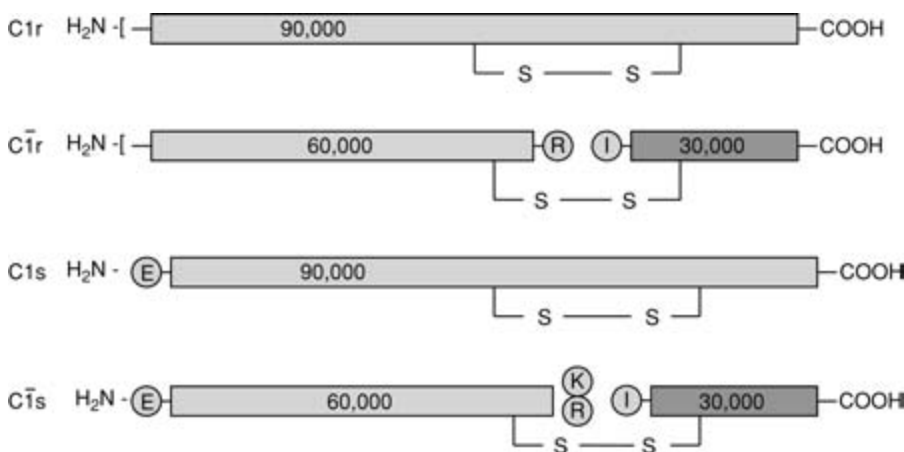 C1r H₂N -[ 90,000 COOH
S S
C1̄r H₂N -[ 60,000 R I 30,000 COOH
S S
C1s H₂N - E 90,000 COOH
S S
K
C1̄s H₂N - E 60,000 R I 30,000 COOH
S S